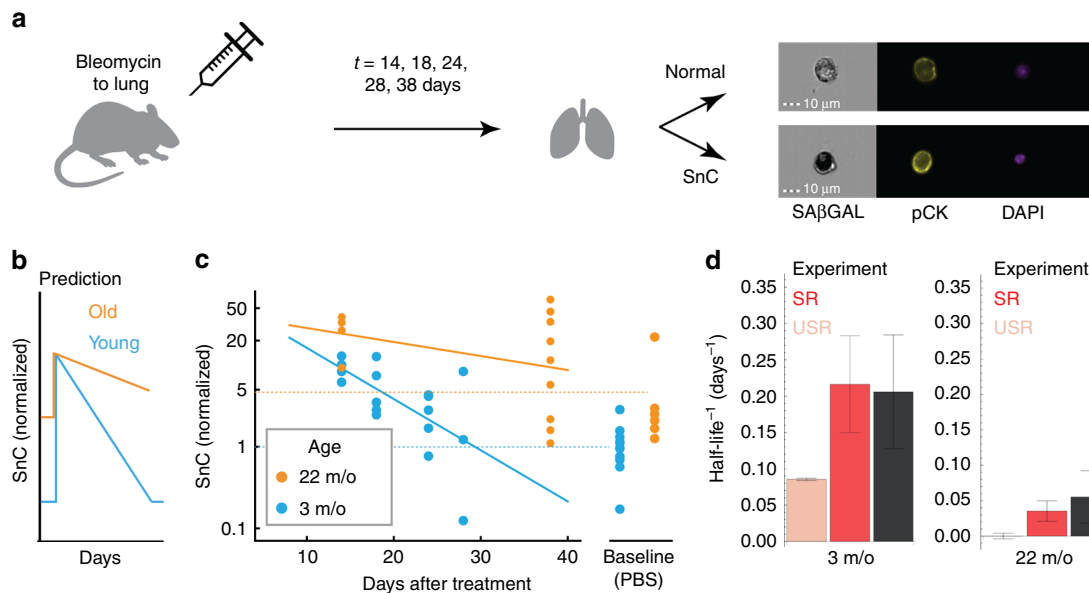 a
Bleomycin
to lung
t = 14, 18, 24,
28, 38 days
Normal
SnC
10 µm
10 µm
SAβGAL
pCK
DAPI
b
Prediction
Old
Young
SnC (normalized)
Days
c
SnC (normalized)
50
20
5
1
0.1
Age
22 m/o
3 m/o
10
20
30
40
Days after treatment
Baseline
(PBS)
d
Half-life⁻¹ (days⁻¹)
Experiment
SR
USR
0.35
0.30
0.25
0.20
0.15
0.10
0.05
0.00
3 m/o
Experiment
SR
USR
0.35
0.30
0.25
0.20
0.15
0.10
0.05
0.00
22 m/o